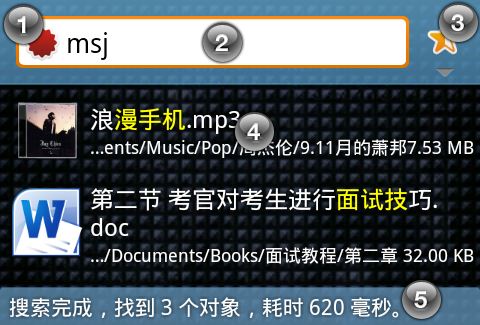 1
2
3
msj
浪漫手机.mp3
4
...ents/Music/Pop/周杰伦/9.11月的萧邦7.53 MB
第二节 考官对考生进行面试技巧.
doc
.../Documents/Books/面试教程/第二章 32.00 KB
5
搜索完成，找到 3 个对象，耗时 620 毫秒。